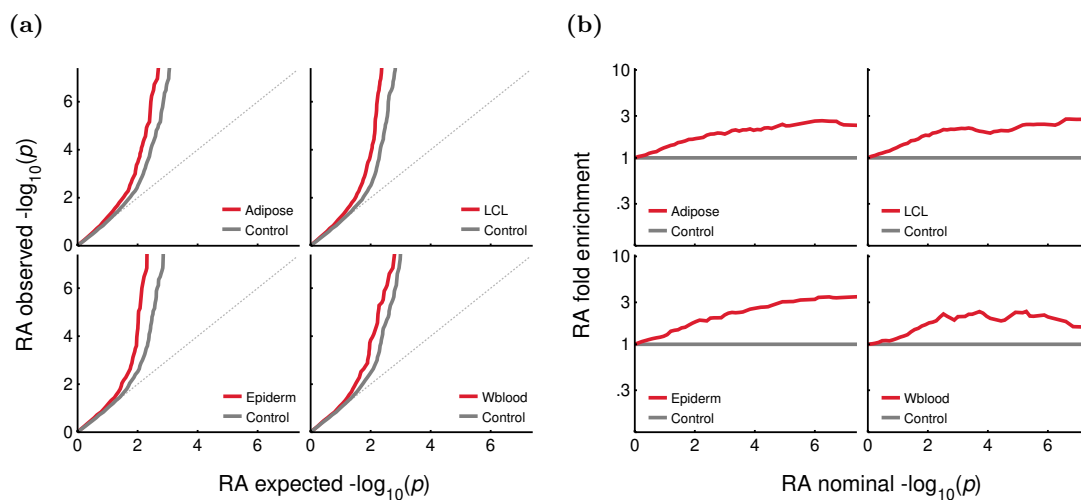 (a)
(b)
RA observed -log10(p)
6
4
2
0
Adipose
Control
LCL
Control
6
4
2
0
Epiderm
Control
Wblood
Control
0 2 4 6
0 2 4 6
RA expected -log10(p)
RA fold enrichment
10
3
1
.3
Adipose
Control
LCL
Control
10
3
1
.3
Epiderm
Control
Wblood
Control
0 2 4 6
0 2 4 6
RA nominal -log10(p)